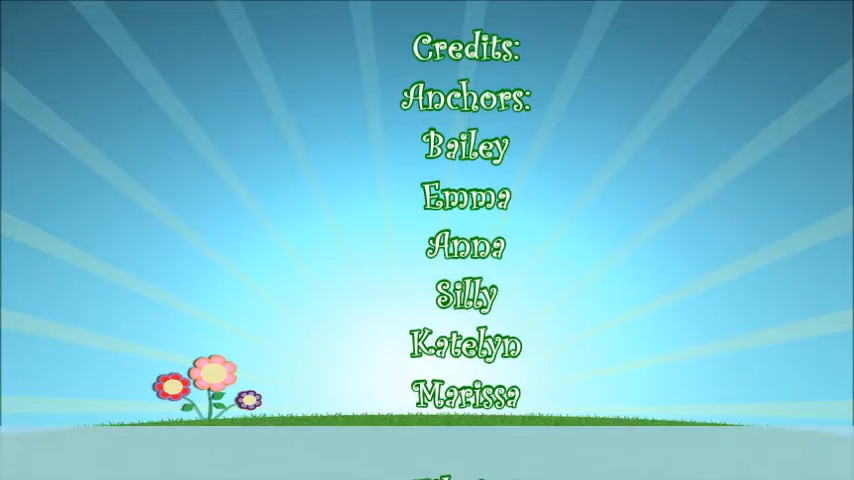 Credits:
Anchors:
Bailey
Emma
Anna
Silly
Katelyn
Marissa